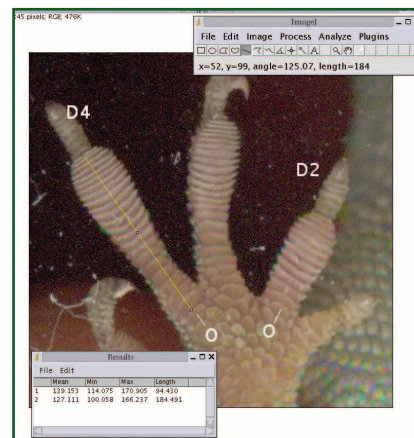 :45 pixels; RGB; 476K
ImageJ
File Edit Image Process Analyze Plugins
A
x=52, y=99, angle=125.07, length=184
D4
D2
O
O
Results
File Edit
Mean Min Max Length
1 139.153 114.075 170.905 94.430
2 127.111 100.058 166.237 184.491